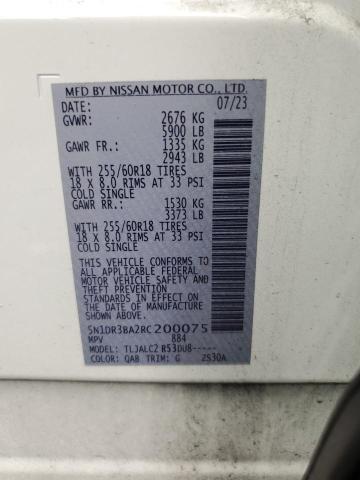 MFD BY NISSAN MOTOR CO., LTD.
DATE: 07/23
GVWR: 2676 KG
5900 LB
GAWR FR.: 1335 KG
2943 LB
WITH 255/60R18 TIRES
18 X 8.0 RIMS AT 33 PSI
COLD SINGLE
GAWR RR.: 1530 KG
3373 LB
WITH 255/60R18 TIRES
18 X 8.0 RIMS AT 33 PSI
COLD SINGLE
THIS VEHICLE CONFORMS TO
ALL APPLICABLE FEDERAL
MOTOR VEHICLE SAFETY AND
THEFT PREVENTION
STANDARDS IN EFFECT ON
THE DATE OF MANUFACTURE
SHOWN ABOVE.
5N1DR3BA2RC200075
MPV 884
MODEL: TLJALC2 R53DU8-----
COLOR: QAB TRIM: G ZS30A